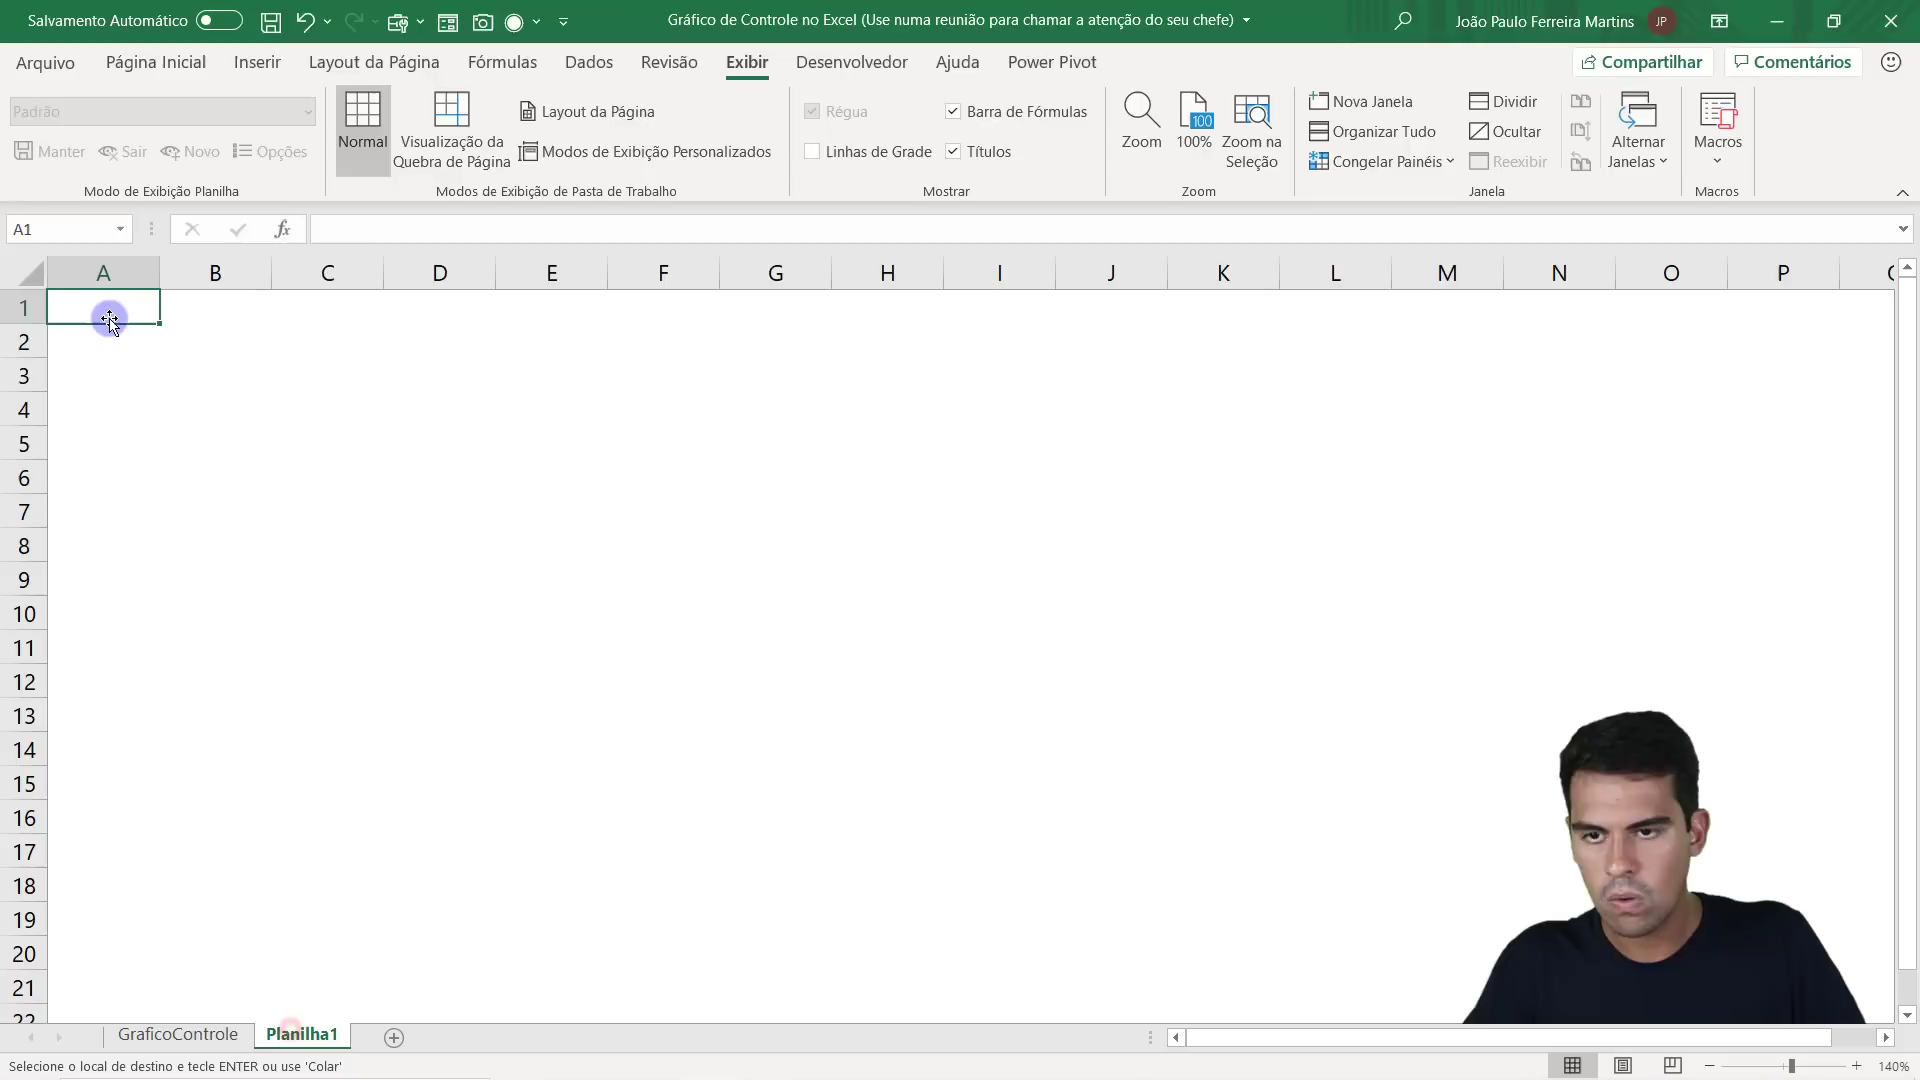 Salvamento Automático
Gráfico de Controle no Excel (Use numa reunião para chamar a atenção do seu chefe)
João Paulo Ferreira Martins
JP
Arquivo
Página Inicial
Inserir
Layout da Página
Fórmulas
Dados
Revisão
Exibir
Desenvolvedor
Ajuda
Power Pivot
Compartilhar
Comentários
Padrão
Manter
Sair
Novo
Opções
Modo de Exibição Planilha
Normal
Visualização da
Quebra de Página
Layout da Página
Modos de Exibição Personalizados
Modos de Exibição de Pasta de Trabalho
Régua
Barra de Fórmulas
Linhas de Grade
Títulos
Mostrar
Zoom
100
100%
Zoom na
Seleção
Zoom
Nova Janela
Organizar Tudo
Congelar Painéis
Dividir
Ocultar
Reexibir
Alternar
Janelas
Janela
Macros
Macros
A1
fx
A B C D E F G H I J K L M N O P
1
2
3
4
5
6
7
8
9
10
11
12
13
14
15
16
17
18
19
20
21
22
GraficoControle
Planilha1
Selecione o local de destino e tecle ENTER ou use 'Colar'
140%